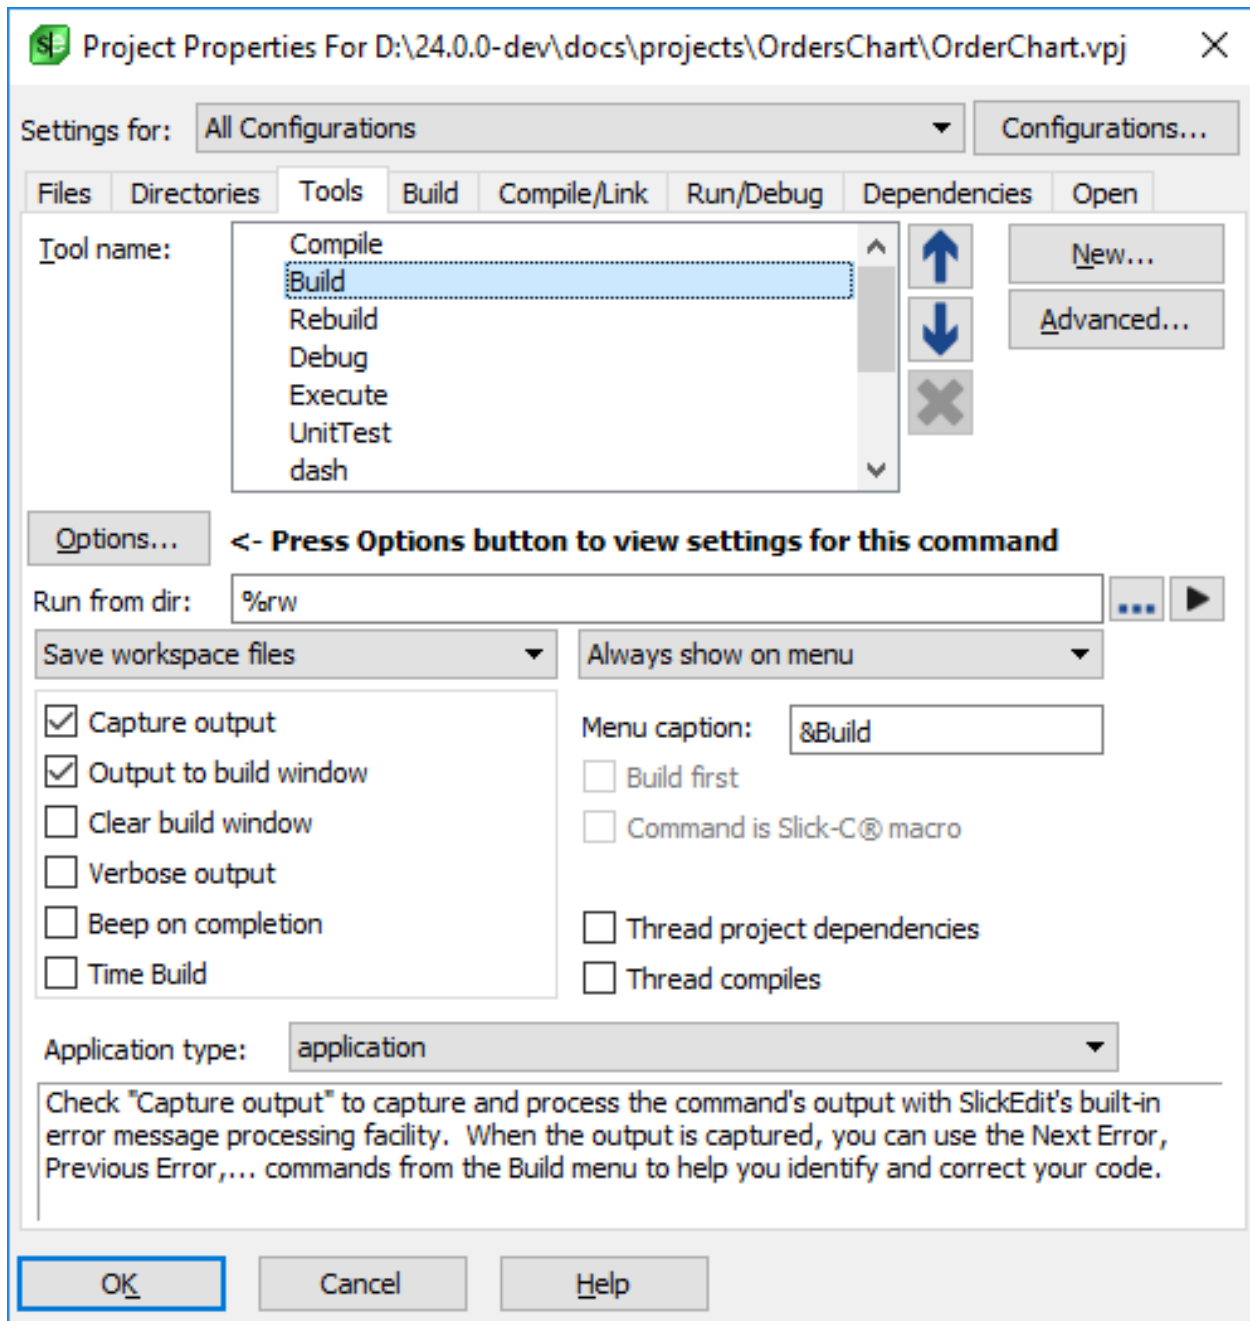 Project Properties For D:\24.0.0-dev\docs\projects\OrdersChart\OrderChart.vpj
Settings for: All Configurations Configurations...
Files Directories Tools Build Compile/Link Run/Debug Dependencies Open
Tool name:
Compile
Build
Rebuild
Debug
Execute
UnitTest
dash
New...
Advanced...
Options... <- Press Options button to view settings for this command
Run from dir: %rw ...
Save workspace files Always show on menu
Capture output
Output to build window
Clear build window
Verbose output
Beep on completion
Time Build
Menu caption: &Build
Build first
Command is Slick-C® macro
Thread project dependencies
Thread compiles
Application type: application
Check "Capture output" to capture and process the command's output with SlickEdit's built-in
error message processing facility.  When the output is captured, you can use the Next Error,
Previous Error,... commands from the Build menu to help you identify and correct your code.
OK Cancel Help